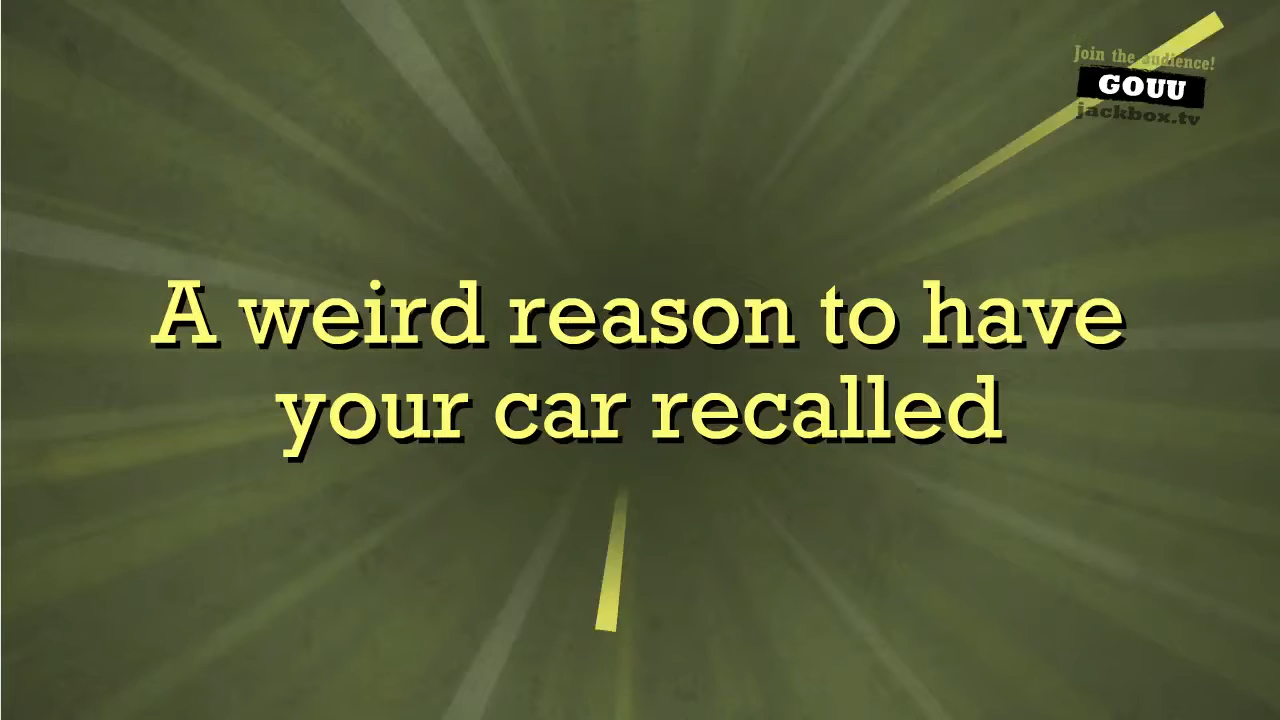 Join the audience!
GOUU
jackbox.tv
A weird reason to have
your car recalled